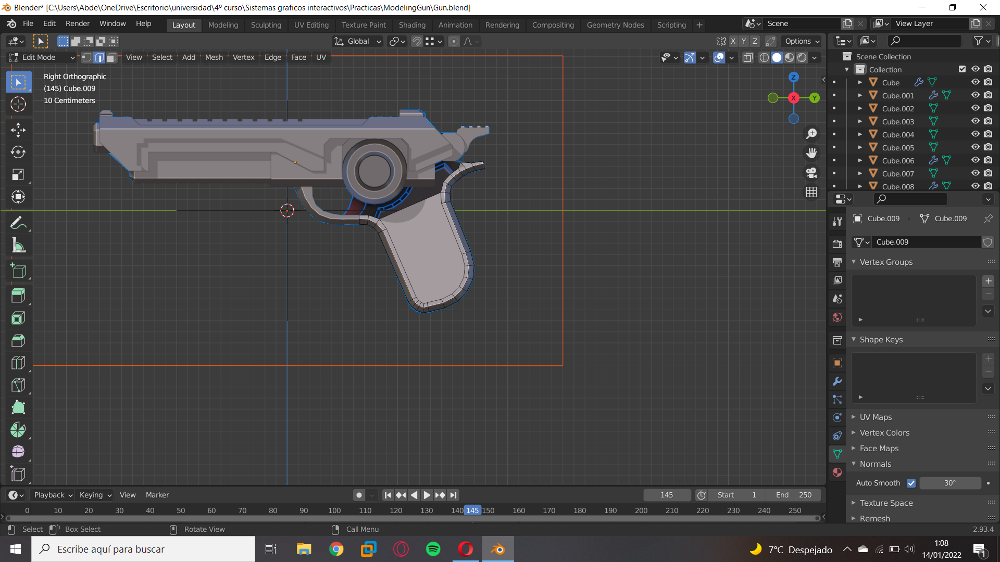 Blender* [C:\Users\Abde\OneDrive\Escritorio\universidad\4º curso\Sistemas graficos interactivos\Practicas\ModelingGun\Gun.blend]
File Edit Render Window Help Layout Modeling Sculpting UV Editing Texture Paint Shading Animation Rendering Compositing Geometry Nodes Scripting + Scene View Layer
Global X Y Z Options
Edit Mode View Select Add Mesh Vertex Edge Face UV
Right Orthographic
(145) Cube.009
10 Centimeters
Z
X
Y
Scene Collection
Collection
Cube
Cube.001
Cube.002
Cube.003
Cube.004
Cube.005
Cube.006
Cube.007
Cube.008
Cube.009 Cube.009
Cube.009
Vertex Groups
Shape Keys
UV Maps
Vertex Colors
Face Maps
Normals
Auto Smooth 30°
Texture Space
Remesh
Playback Keying View Marker 145 Start 1 End 250
0 10 20 30 40 50 60 70 80 90 100 110 120 130 140 145 150 160 170 180 190 200 210 220 230 240 250
Select Box Select Rotate View Call Menu 2.93.4
Escribe aquí para buscar
7°C Despejado
1:08
14/01/2022
1